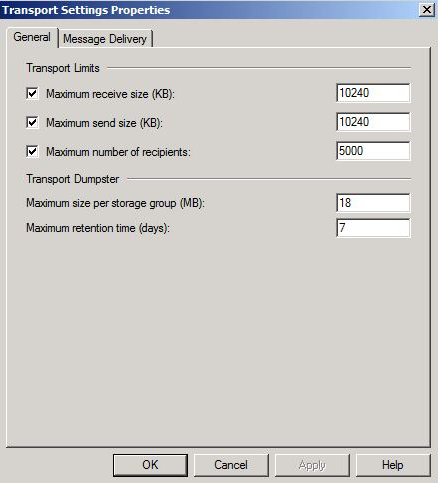 Transport Settings Properties
General
Message Delivery
Transport Limits
Maximum receive size (KB):
10240
Maximum send size (KB):
10240
Maximum number of recipients:
5000
Transport Dumpster
Maximum size per storage group (MB):
18
Maximum retention time (days):
7
OK
Cancel
Apply
Help